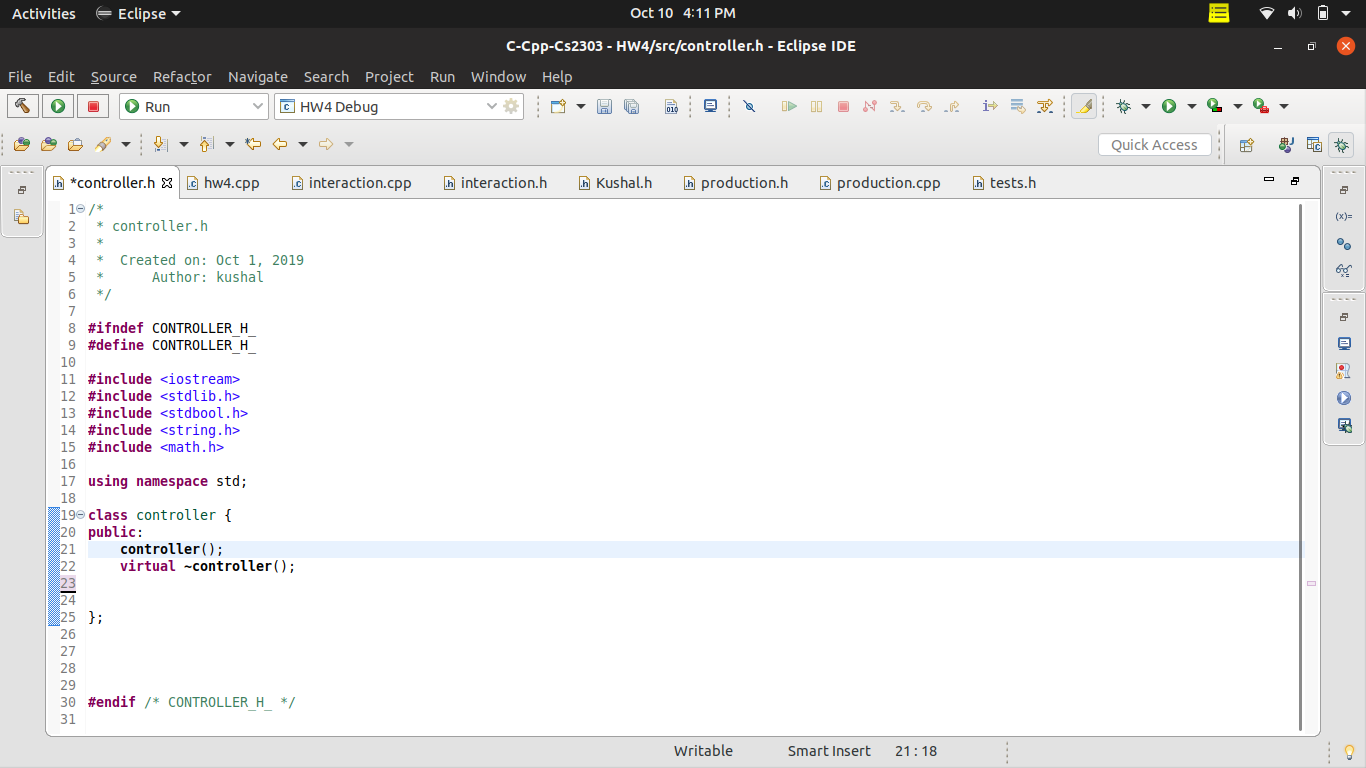 Activities Eclipse Oct 10 4:11 PM
C-Cpp-Cs2303 - HW4/src/controller.h - Eclipse IDE
File Edit Source Refactor Navigate Search Project Run Window Help
Run HW4 Debug
Quick Access
*controller.h hw4.cpp interaction.cpp interaction.h Kushal.h production.h production.cpp tests.h
1 /*
2 * controller.h
3 *
4 * Created on: Oct 1, 2019
5 * Author: kushal
6 */
7
8 #ifndef CONTROLLER_H_
9 #define CONTROLLER_H_
10
11 #include <iostream>
12 #include <stdlib.h>
13 #include <stdbool.h>
14 #include <string.h>
15 #include <math.h>
16
17 using namespace std;
18
19 class controller {
20 public:
21 controller();
22 virtual ~controller();
23
24
25 };
26
27
28
29
30 #endif /* CONTROLLER_H_ */
31
(x)=
Writable Smart Insert 21 : 18